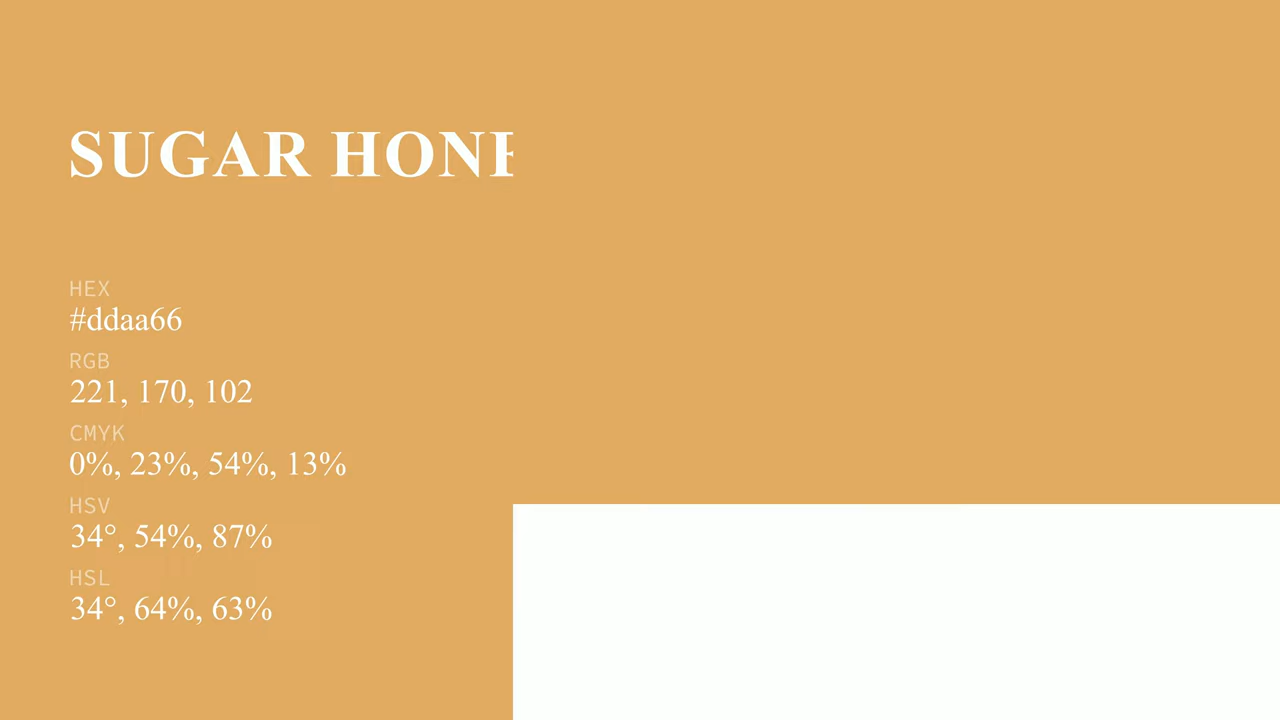 SUGAR
HEX
#ddaa66
RGB
221, 170, 102
CMYK
0%, 23%, 54%, 13%
HSV
34°, 54%, 87%
HSL
34°, 64%, 63%